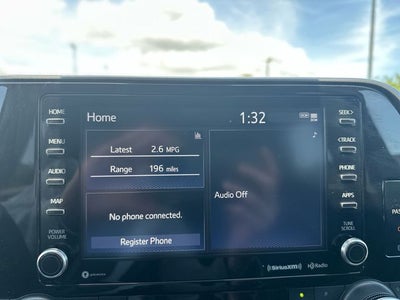 HOME
MENU
AUDIO
MAP
POWER
VOLUME
Home
1:32
Latest 2.6 MPG
Range 196 miles
No phone connected.
Register Phone
Audio Off
SEEK>
<TRACK
PHONE
APPS
TUNE
SCROLL
PAS
((SiriusXM))
HD Radio